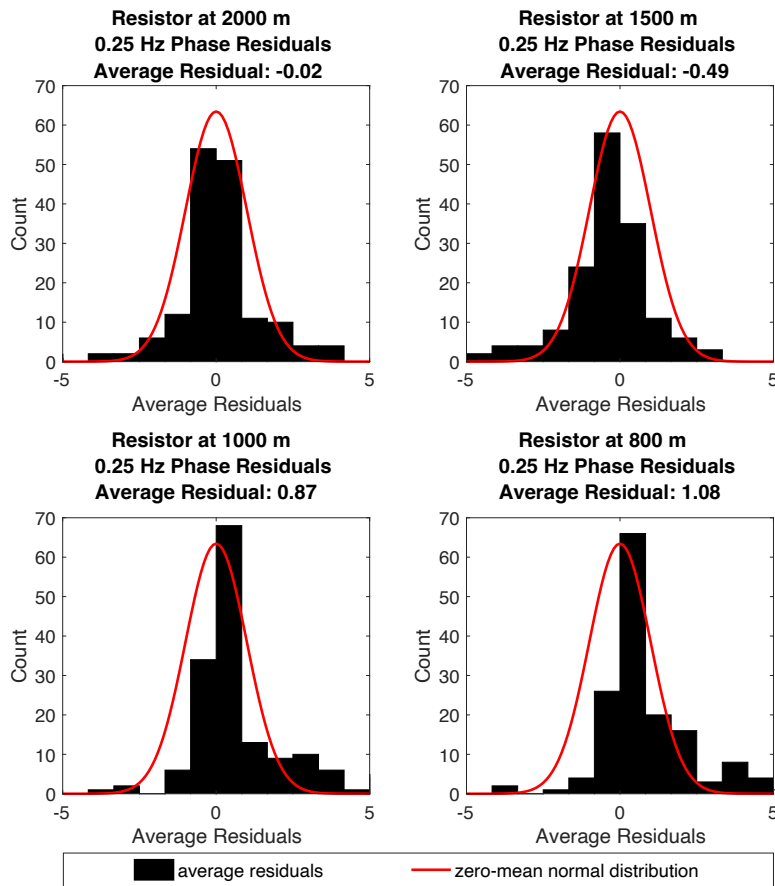 Resistor at 2000 m
0.25 Hz Phase Residuals
Average Residual: -0.02
70
60
50
40
30
20
10
0
Count
-5
0
5
Average Residuals
Resistor at 1500 m
0.25 Hz Phase Residuals
Average Residual: -0.49
70
60
50
40
30
20
10
0
Count
-5
0
5
Average Residuals
Resistor at 1000 m
0.25 Hz Phase Residuals
Average Residual: 0.87
70
60
50
40
30
20
10
0
Count
-5
0
5
Average Residuals
Resistor at 800 m
0.25 Hz Phase Residuals
Average Residual: 1.08
70
60
50
40
30
20
10
0
Count
-5
0
5
Average Residuals
average residuals
zero-mean normal distribution